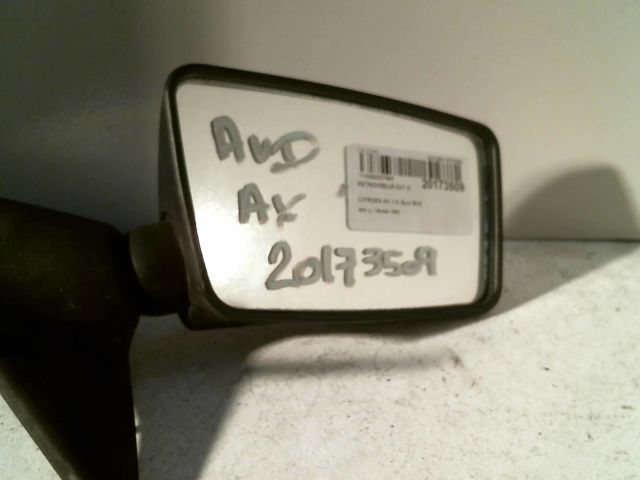 AVD
AX
20173509
RETROVISEUR EXT D
20173509
CITROEN AX